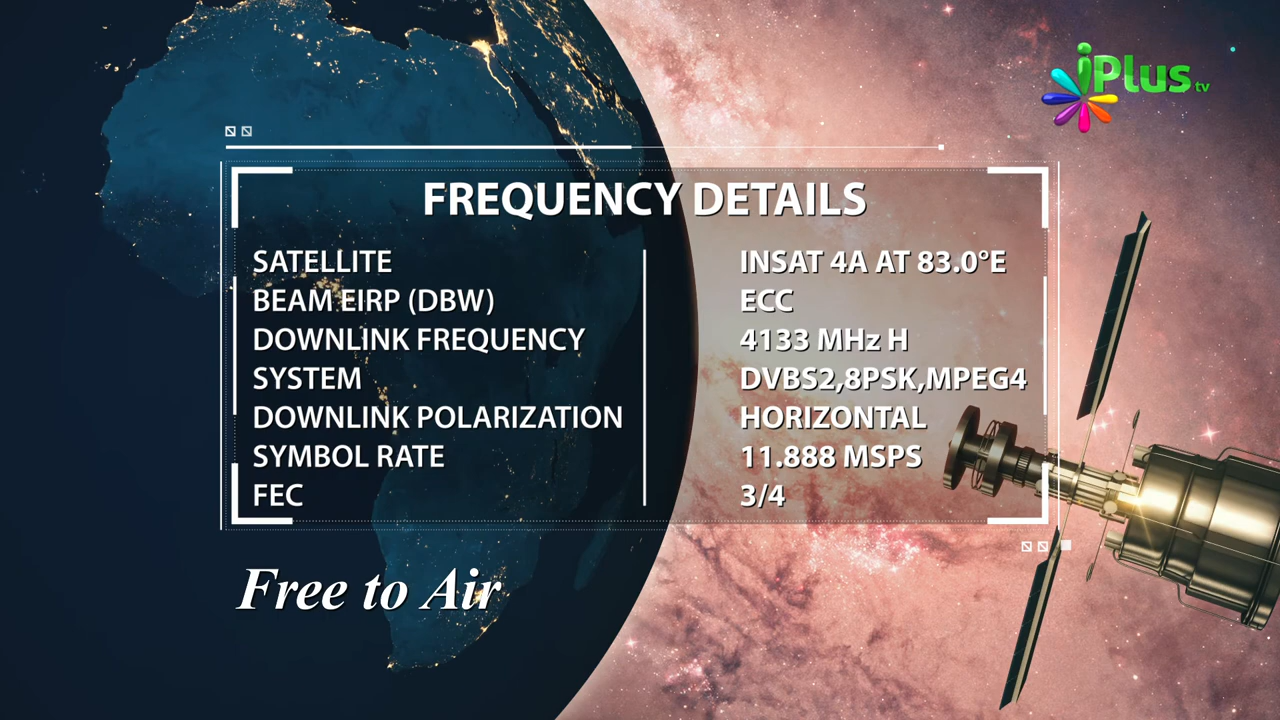 iPlus tv
FREQUENCY DETAILS
SATELLITE INSAT 4A AT 83.0°E
BEAM EIRP (DBW) ECC
DOWNLINK FREQUENCY 4133 MHz H
SYSTEM DVBS2,8PSK,MPEG4
DOWNLINK POLARIZATION HORIZONTAL
SYMBOL RATE 11.888 MSPS
FEC 3/4
Free to Air